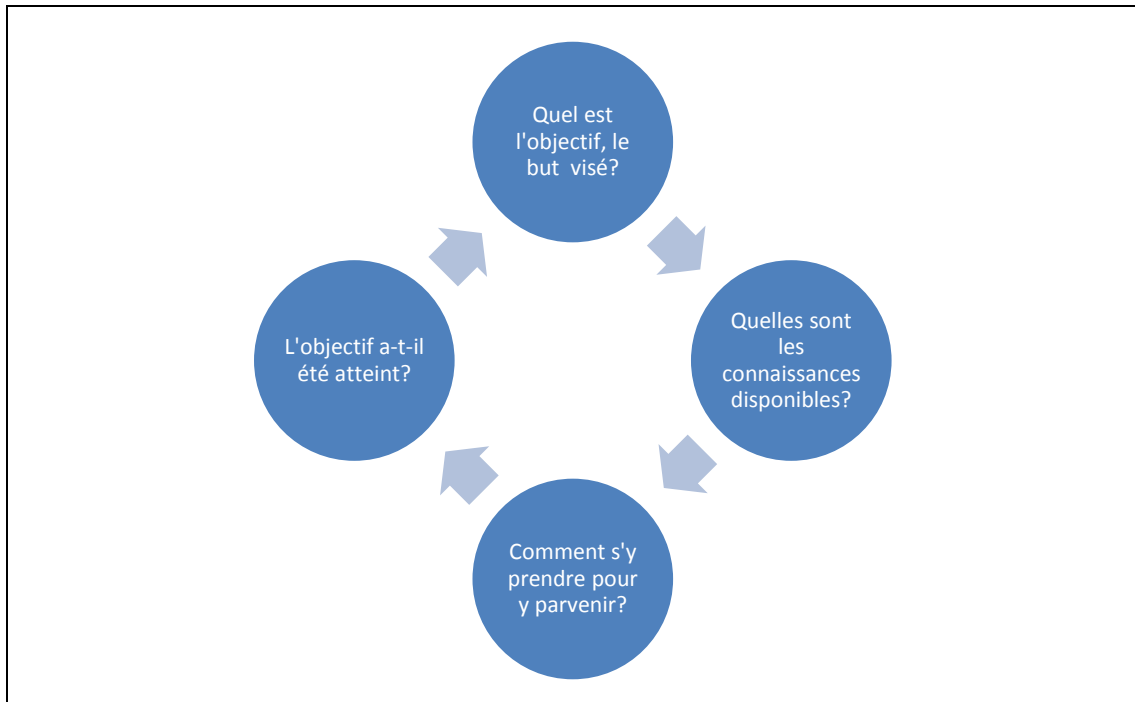 Quel est
l'objectif, le
but visé?
Quelles sont
les
connaissances
disponibles?
Comment s'y
prendre pour
y parvenir?
L'objectif a-t-il
été atteint?